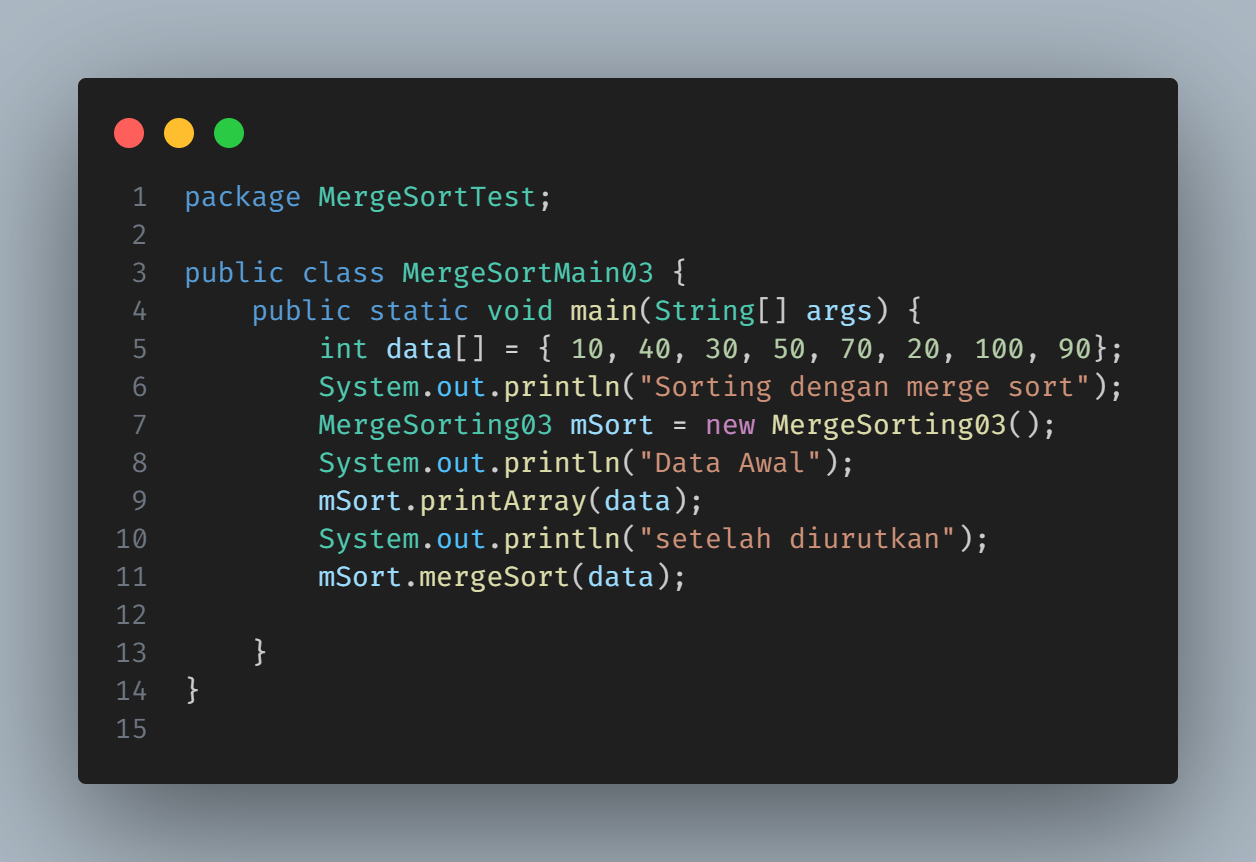 1 package MergeSortTest;
2
3 public class MergeSortMain03 {
4     public static void main(String[] args) {
5         int data[] = { 10, 40, 30, 50, 70, 20, 100, 90};
6         System.out.println("Sorting dengan merge sort");
7         MergeSorting03 mSort = new MergeSorting03();
8         System.out.println("Data Awal");
9         mSort.printArray(data);
10         System.out.println("setelah diurutkan");
11         mSort.mergeSort(data);
12
13     }
14 }
15